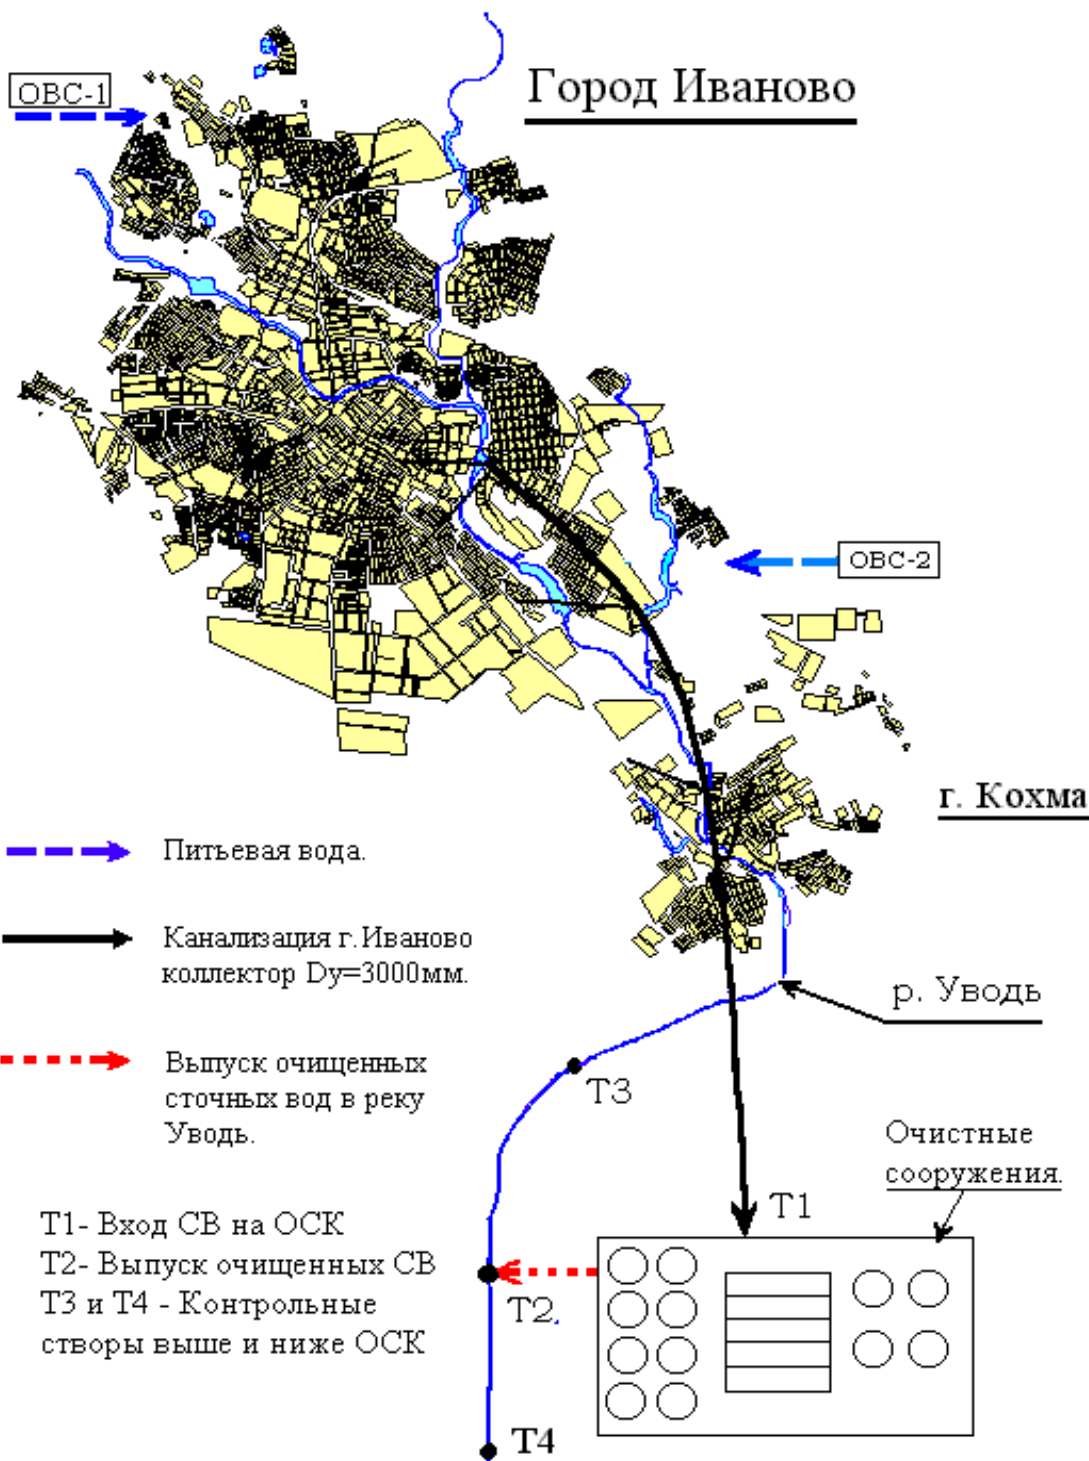 Город Иваново
ОВС-1
ОВС-2
г. Кохма
Питьевая вода.
Канализация г. Иваново
коллектор Dу=3000мм.
р. Уводь
Выпуск очищенных
сточных вод в реку
Уводь.
Т3
Очистные
сооружения.
Т1
Т1- Вход СВ на ОСК
Т2- Выпуск очищенных СВ
Т3 и Т4 - Контрольные
створы выше и ниже ОСК
Т2.
Т4